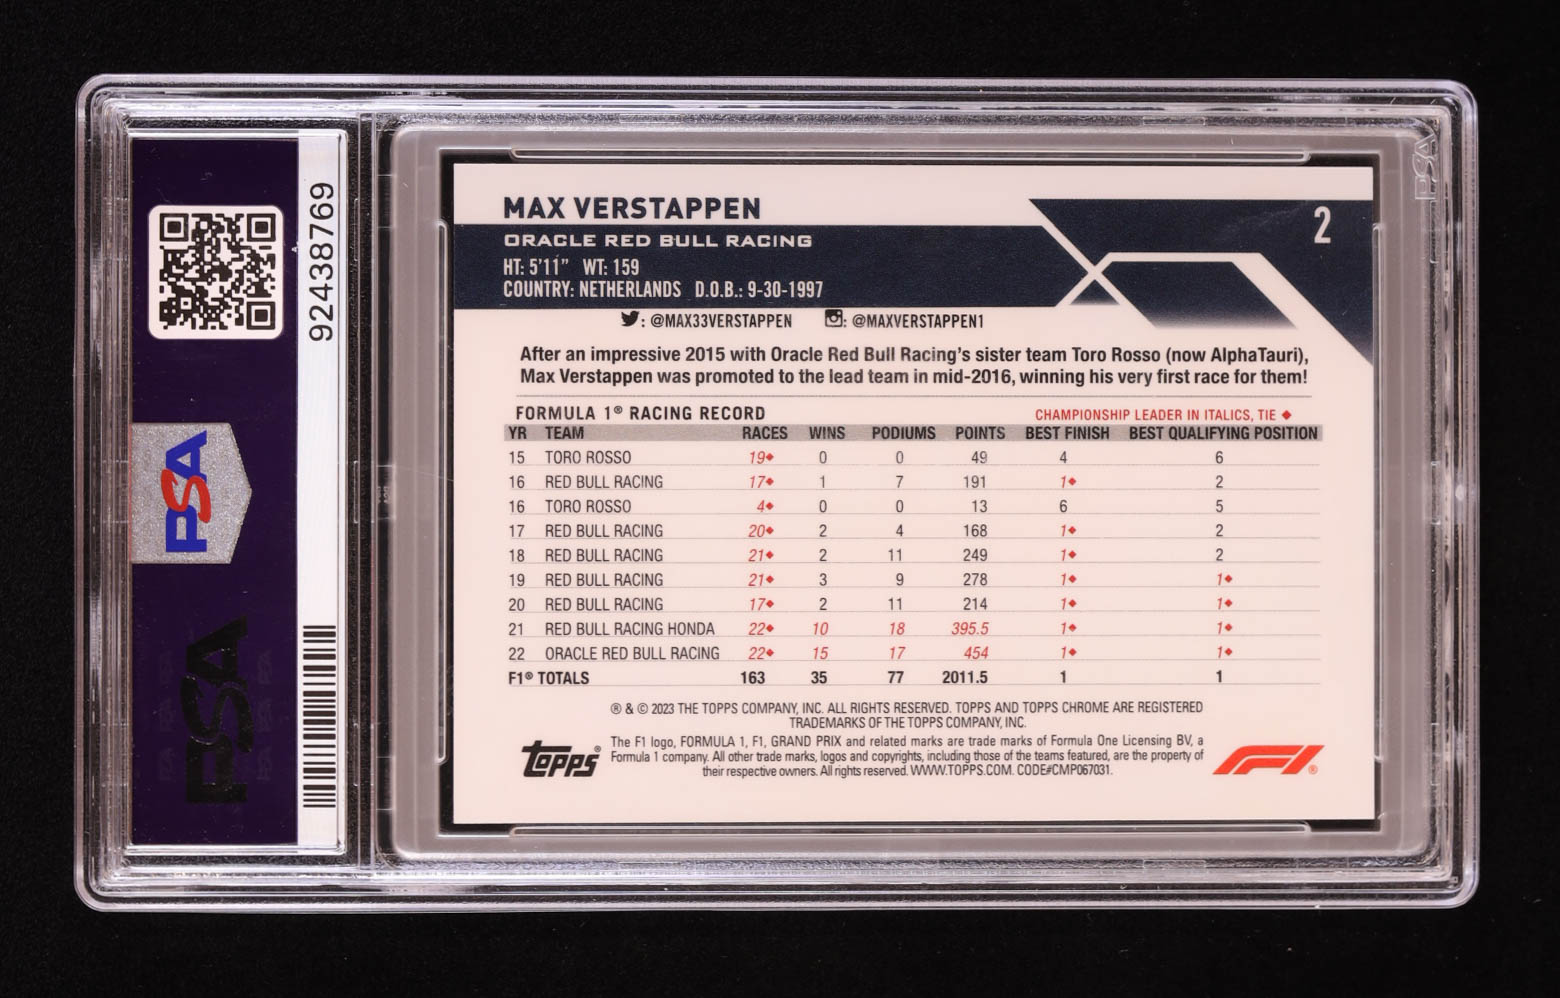 92438769
PSA
PSA
PSA
MAX VERSTAPPEN
2
ORACLE RED BULL RACING
HT: 5'11" WT: 159
COUNTRY: NETHERLANDS D.O.B.: 9-30-1997
: @MAX33VERSTAPPEN : @MAXVERSTAPPEN1
After an impressive 2015 with Oracle Red Bull Racing's sister team Toro Rosso (now AlphaTauri),
Max Verstappen was promoted to the lead team in mid-2016, winning his very first race for them!
FORMULA 1® RACING RECORD CHAMPIONSHIP LEADER IN ITALICS, TIE ◆
YR TEAM RACES WINS PODIUMS POINTS BEST FINISH BEST QUALIFYING POSITION
15 TORO ROSSO 19◆ 0 0 49 4 6
16 RED BULL RACING 17◆ 1 7 191 1◆ 2
16 TORO ROSSO 4◆ 0 0 13 6 5
17 RED BULL RACING 20◆ 2 4 168 1◆ 2
18 RED BULL RACING 21◆ 2 11 249 1◆ 2
19 RED BULL RACING 21◆ 3 9 278 1◆ 1◆
20 RED BULL RACING 17◆ 2 11 214 1◆ 1◆
21 RED BULL RACING HONDA 22◆ 10 18 395.5 1◆ 1◆
22 ORACLE RED BULL RACING 22◆ 15 17 454 1◆ 1◆
F1® TOTALS 163 35 77 2011.5 1 1
® & © 2023 THE TOPPS COMPANY, INC. ALL RIGHTS RESERVED. TOPPS AND TOPPS CHROME ARE REGISTERED
TRADEMARKS OF THE TOPPS COMPANY, INC.
Topps®
The F1 logo, FORMULA 1, F1, GRAND PRIX and related marks are trade marks of Formula One Licensing BV, a
Formula 1 company. All other trade marks, logos and copyrights, including those of the teams featured, are the property of
their respective owners. All rights reserved. WWW.TOPPS.COM. CODE#CMP067031.
F1®